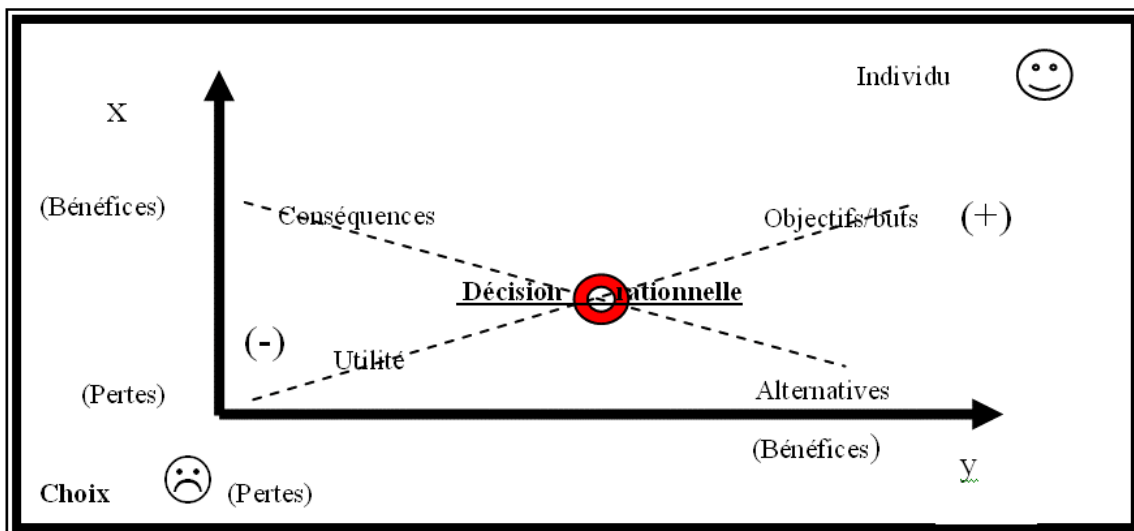 Individu
X
(Bénéfices)
Conséquences
Objectifs/buts
(+)
Décision rationnelle
(-)
Utilité
(Pertes)
Alternatives
(Bénéfices)
y
Choix
(Pertes)